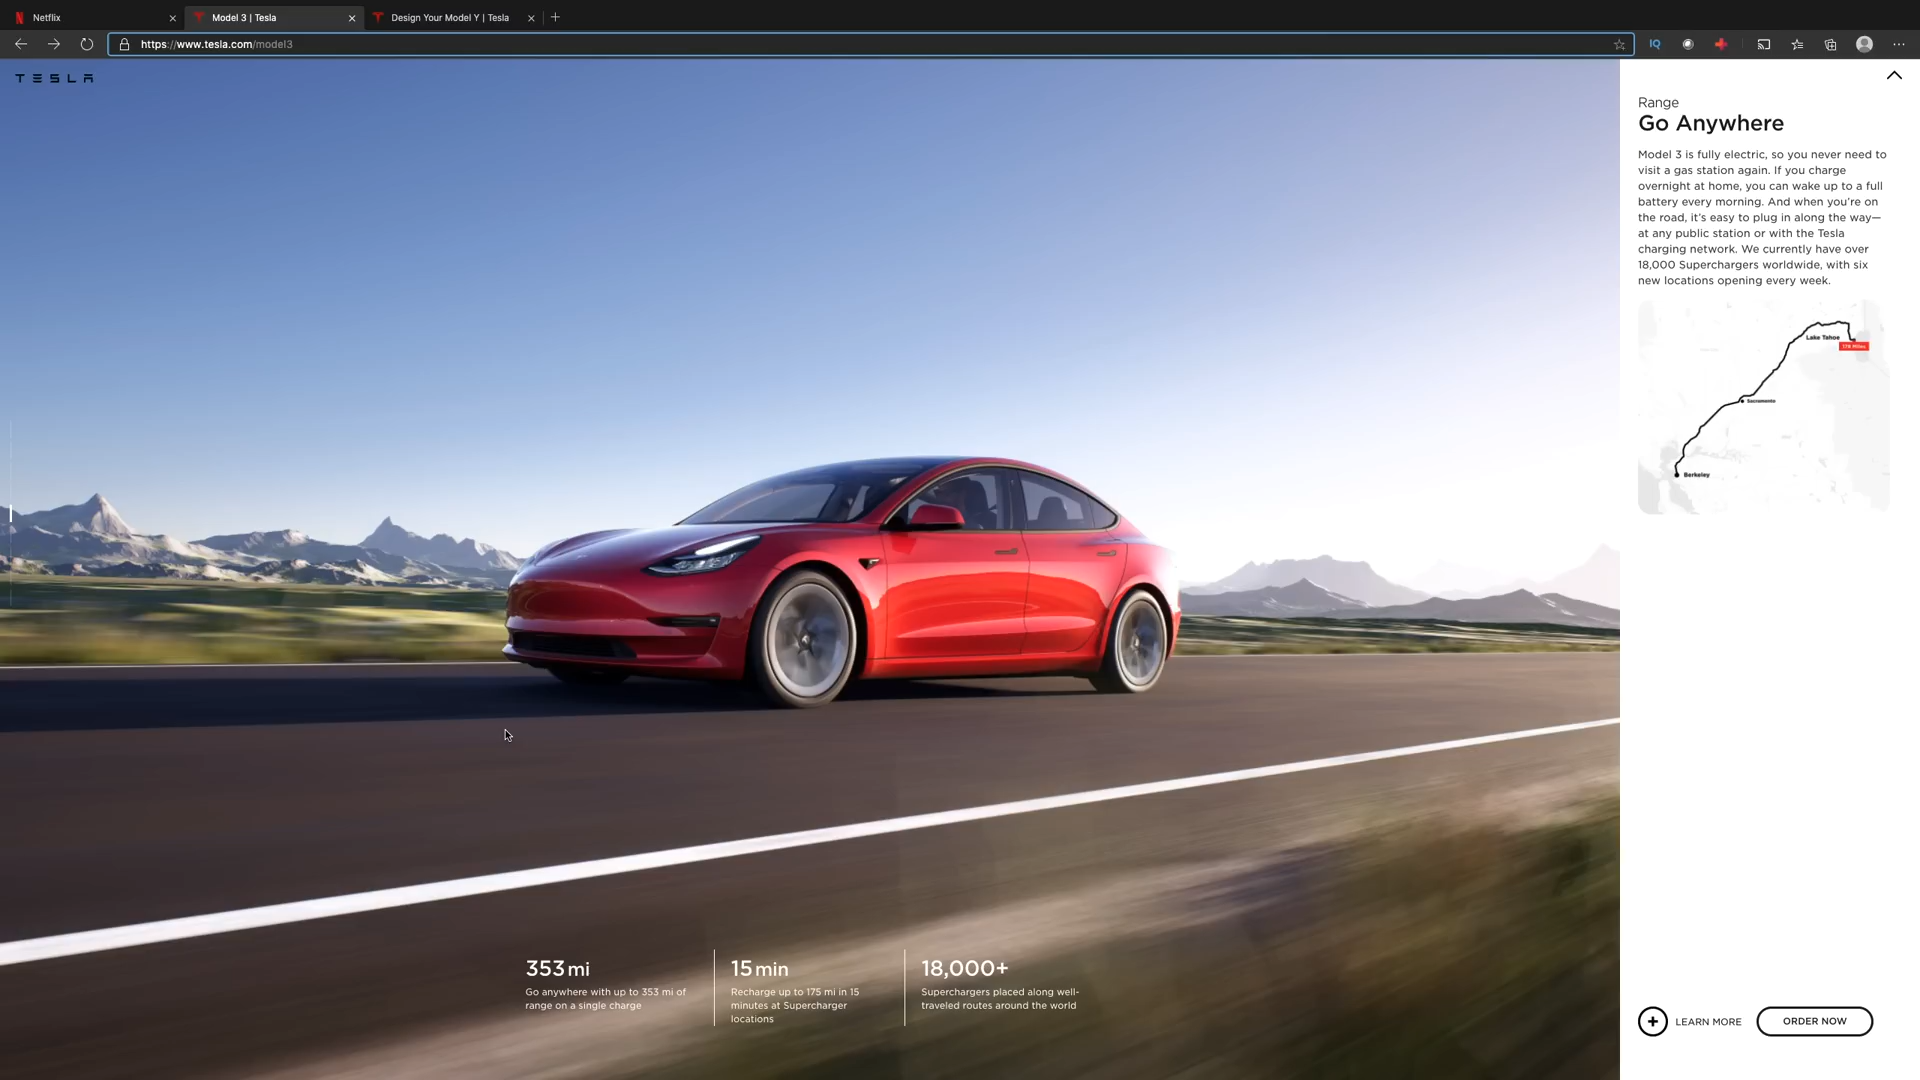 Netflix
Model 3 | Tesla
Design Your Model Y | Tesla
https://www.tesla.com/model3
IQ
TESLA
Range
Go Anywhere
Model 3 is fully electric, so you never need to
visit a gas station again. If you charge
overnight at home, you can wake up to a full
battery every morning. And when you're on
the road, it's easy to plug in along the way—
at any public station or with the Tesla
charging network. We currently have over
18,000 Superchargers worldwide, with six
new locations opening every week.
Lake Tahoe
Sacramento
Berkeley
353 mi
Go anywhere with up to 353 mi of
range on a single charge
15 min
Recharge up to 175 mi in 15
minutes at Supercharger
locations
18,000+
Superchargers placed along well-
traveled routes around the world
LEARN MORE
ORDER NOW